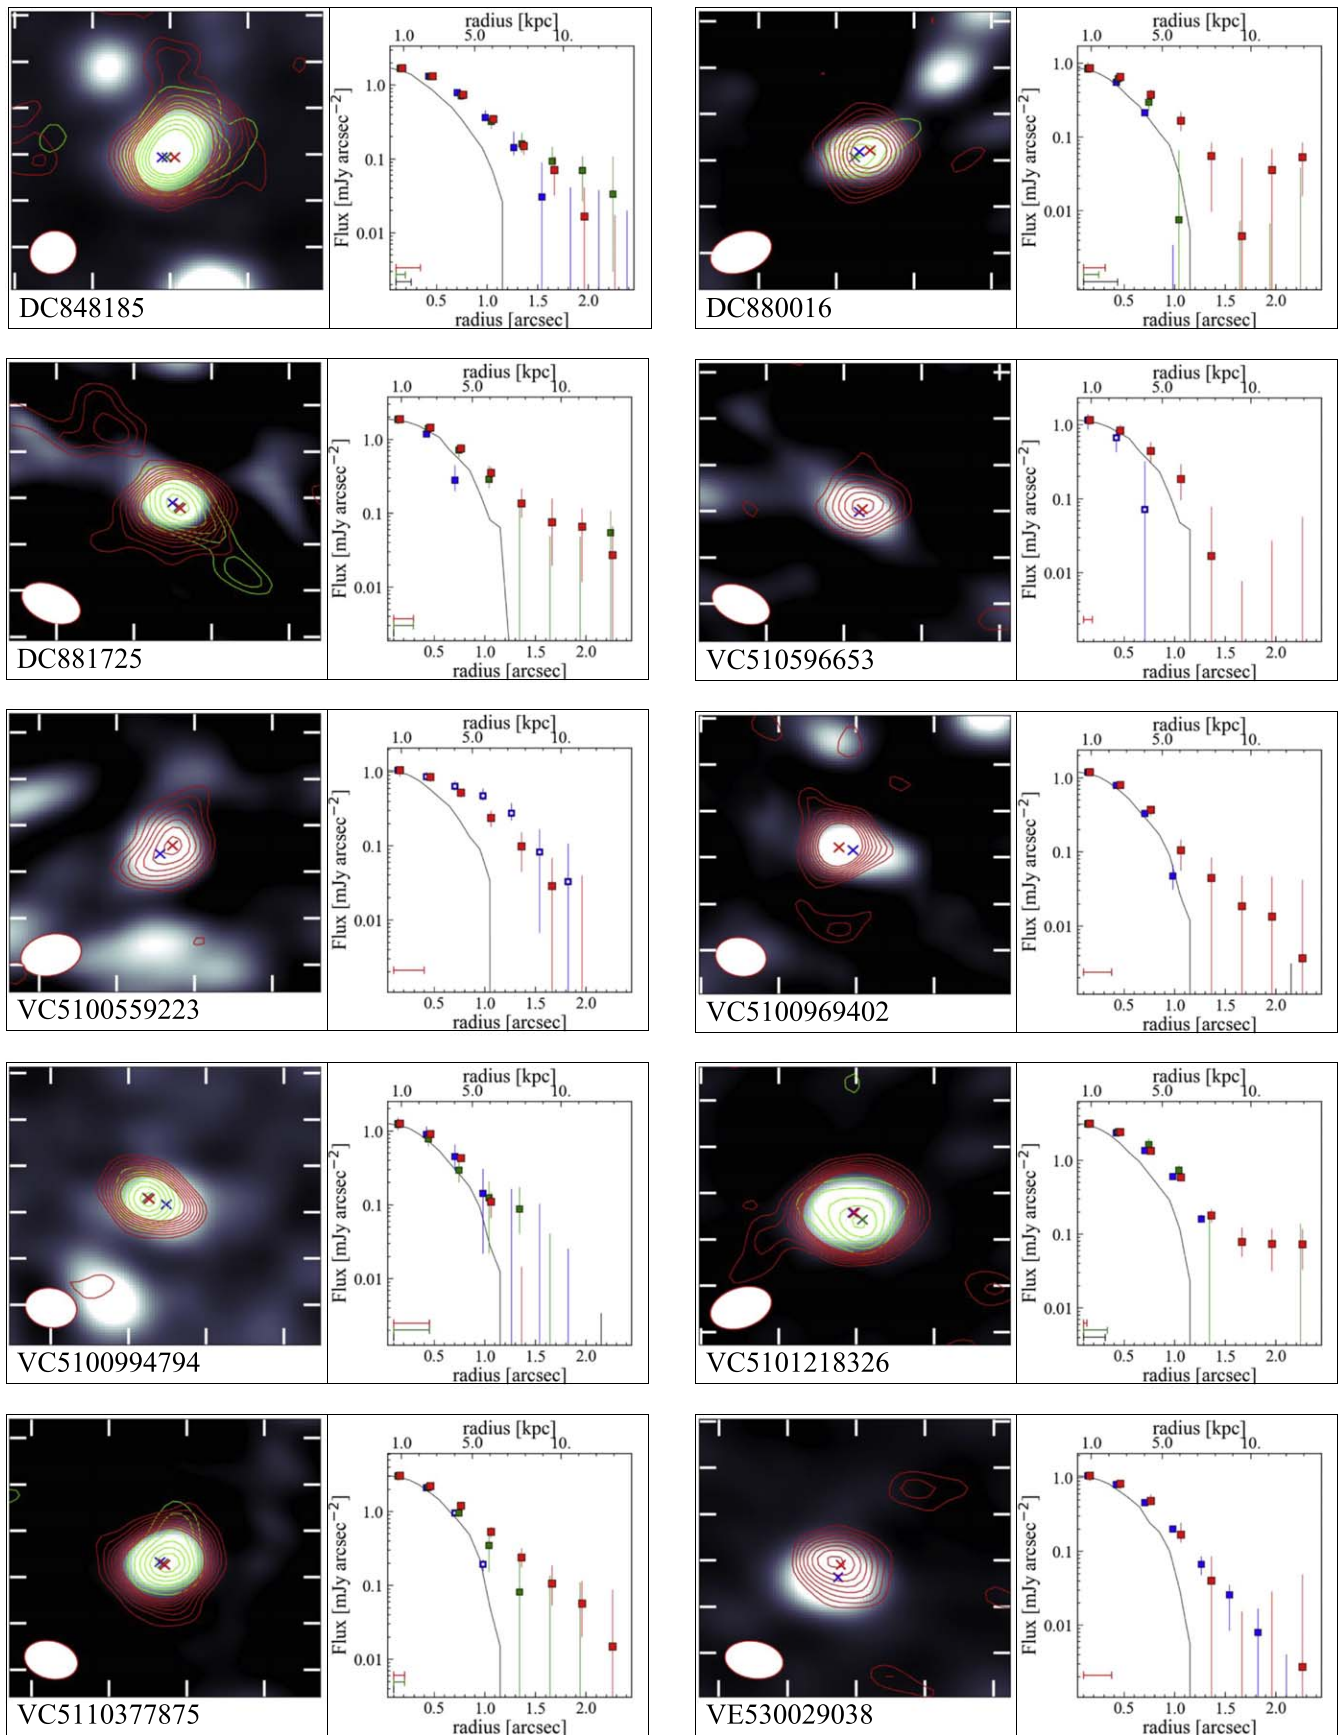 radius [kpc]
1.0 5.0 10.
Flux [mJy arcsec⁻²]
1.0
0.1
0.01
0.5 1.0 1.5 2.0
radius [arcsec]
DC848185
radius [kpc]
1.0 5.0 10.
Flux [mJy arcsec⁻²]
1.0
0.1
0.01
0.5 1.0 1.5 2.0
radius [arcsec]
DC880016
radius [kpc]
1.0 5.0 10.
Flux [mJy arcsec⁻²]
1.0
0.1
0.01
0.5 1.0 1.5 2.0
radius [arcsec]
DC881725
radius [kpc]
1.0 5.0 10.
Flux [mJy arcsec⁻²]
1.0
0.1
0.01
0.5 1.0 1.5 2.0
radius [arcsec]
VC510596653
radius [kpc]
1.0 5.0 10.
Flux [mJy arcsec⁻²]
1.0
0.1
0.01
0.5 1.0 1.5 2.0
radius [arcsec]
VC5100559223
radius [kpc]
1.0 5.0 10.
Flux [mJy arcsec⁻²]
1.0
0.1
0.01
0.5 1.0 1.5 2.0
radius [arcsec]
VC5100969402
radius [kpc]
1.0 5.0 10.
Flux [mJy arcsec⁻²]
1.0
0.1
0.01
0.5 1.0 1.5 2.0
radius [arcsec]
VC5100994794
radius [kpc]
1.0 5.0 10.
Flux [mJy arcsec⁻²]
1.0
0.1
0.01
0.5 1.0 1.5 2.0
radius [arcsec]
VC5101218326
radius [kpc]
1.0 5.0 10.
Flux [mJy arcsec⁻²]
1.0
0.1
0.01
0.5 1.0 1.5 2.0
radius [arcsec]
VC5110377875
radius [kpc]
1.0 5.0 10.
Flux [mJy arcsec⁻²]
1.0
0.1
0.01
0.5 1.0 1.5 2.0
radius [arcsec]
VE530029038